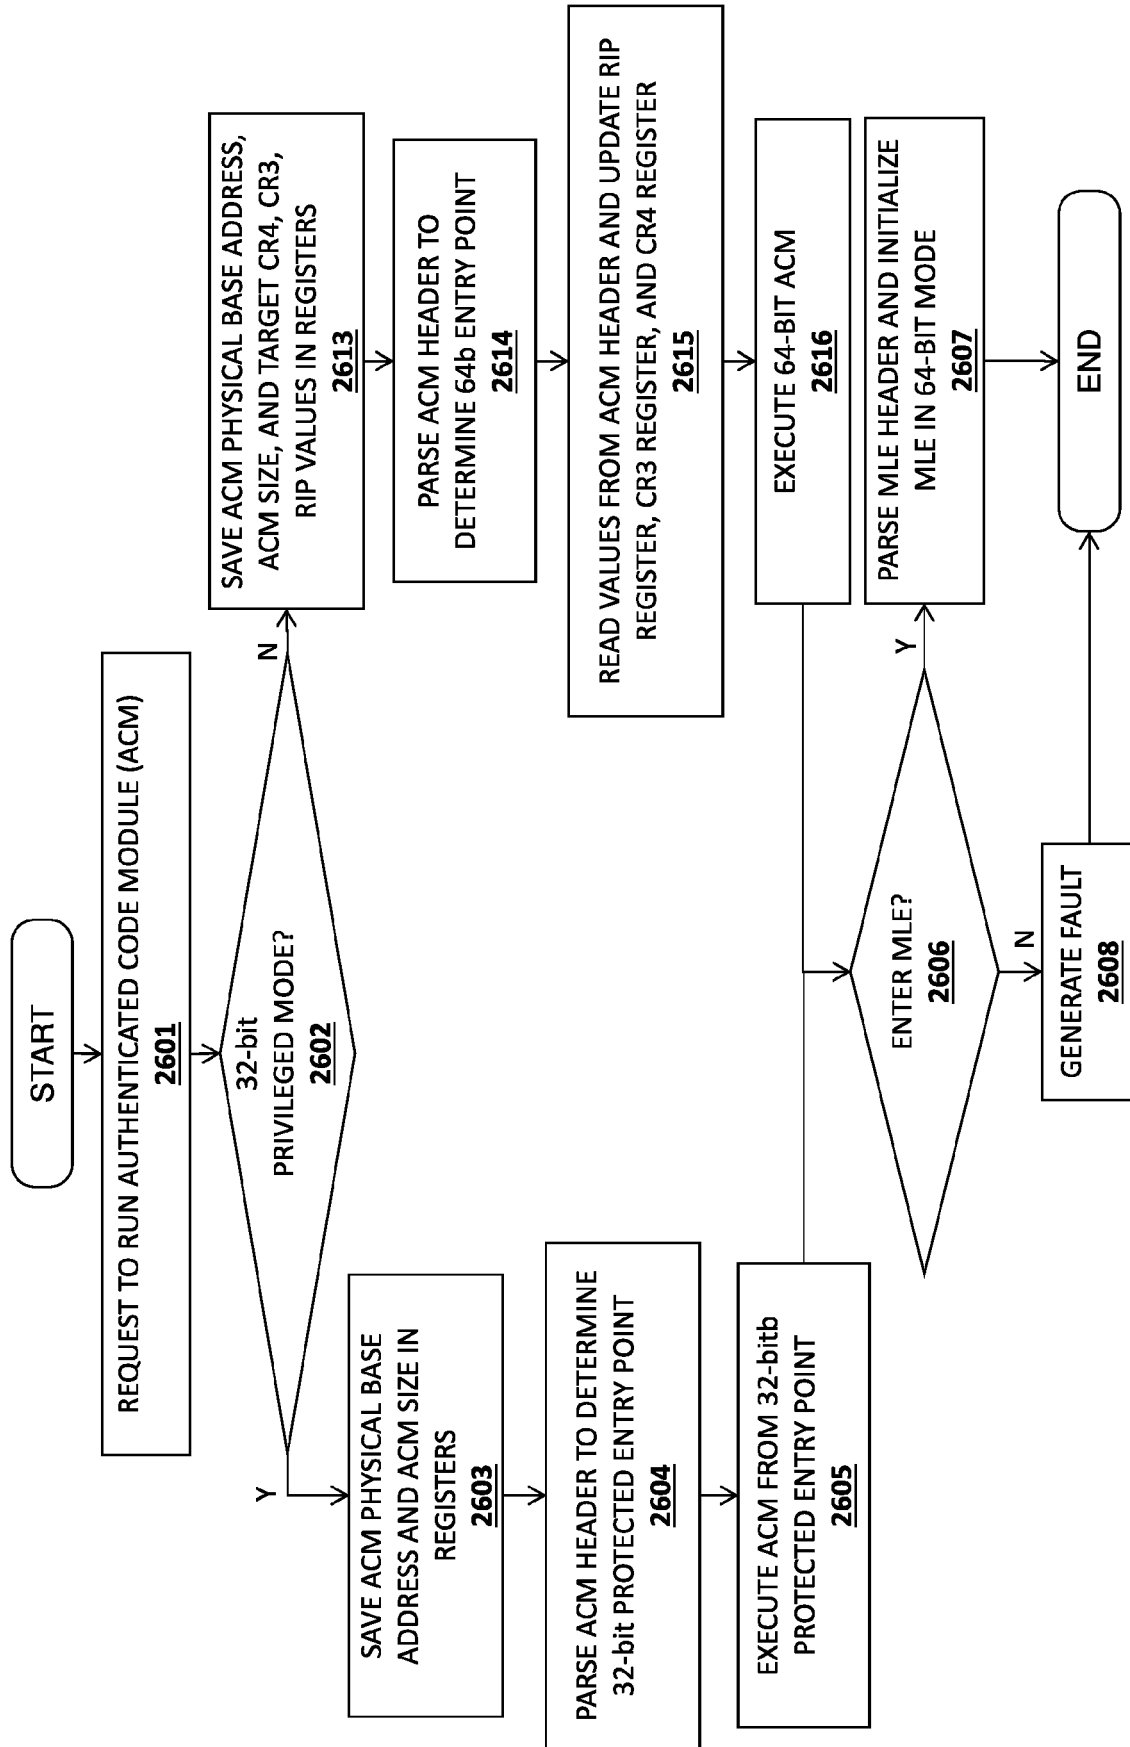 START
REQUEST TO RUN AUTHENTICATED CODE MODULE (ACM)
2601
32-bit
PRIVILEGED MODE?
2602
Y
N
SAVE ACM PHYSICAL BASE
ADDRESS AND ACM SIZE IN
REGISTERS
2603
PARSE ACM HEADER TO DETERMINE
32-bit PROTECTED ENTRY POINT
2604
EXECUTE ACM FROM 32-bitb
PROTECTED ENTRY POINT
2605
SAVE ACM PHYSICAL BASE ADDRESS,
ACM SIZE, AND TARGET CR4, CR3,
RIP VALUES IN REGISTERS
2613
PARSE ACM HEADER TO
DETERMINE 64b ENTRY POINT
2614
READ VALUES FROM ACM HEADER AND UPDATE RIP
REGISTER, CR3 REGISTER, AND CR4 REGISTER
2615
EXECUTE 64-BIT ACM
2616
ENTER MLE?
2606
Y
N
PARSE MLE HEADER AND INITIALIZE
MLE IN 64-BIT MODE
2607
GENERATE FAULT
2608
END